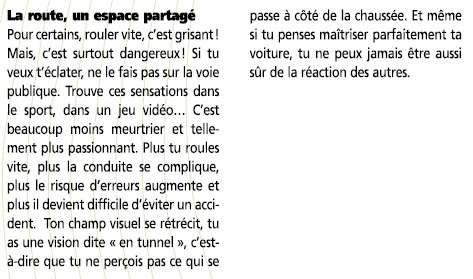 La route, un espace partagé
Pour certains, rouler vite, c'est grisant !
Mais, c'est surtout dangereux ! Si tu
veux t'éclater, ne le fais pas sur la voie
publique. Trouve ces sensations dans
le sport, dans un jeu vidéo... C'est
beaucoup moins meurtrier et telle-
ment plus passionnant. Plus tu roules
vite, plus la conduite se complique,
plus le risque d'erreurs augmente et
plus il devient difficile d'éviter un acci-
dent. Ton champ visuel se rétrécit, tu
as une vision dite « en tunnel », c'est-
à-dire que tu ne perçois pas ce qui se
passe à côté de la chaussée. Et même
si tu penses maîtriser parfaitement ta
voiture, tu ne peux jamais être aussi
sûr de la réaction des autres.